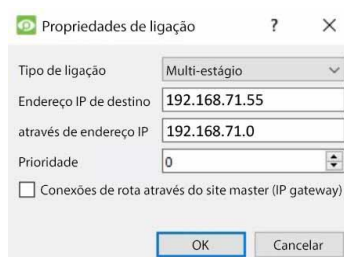 Propriedades de ligação ? ×
Tipo de ligação Multi-estágio
Endereço IP de destino 192.168.71.55
através de endereço IP 192.168.71.0
Prioridade 0
Conexões de rota através do site master (IP gateway)
OK Cancelar